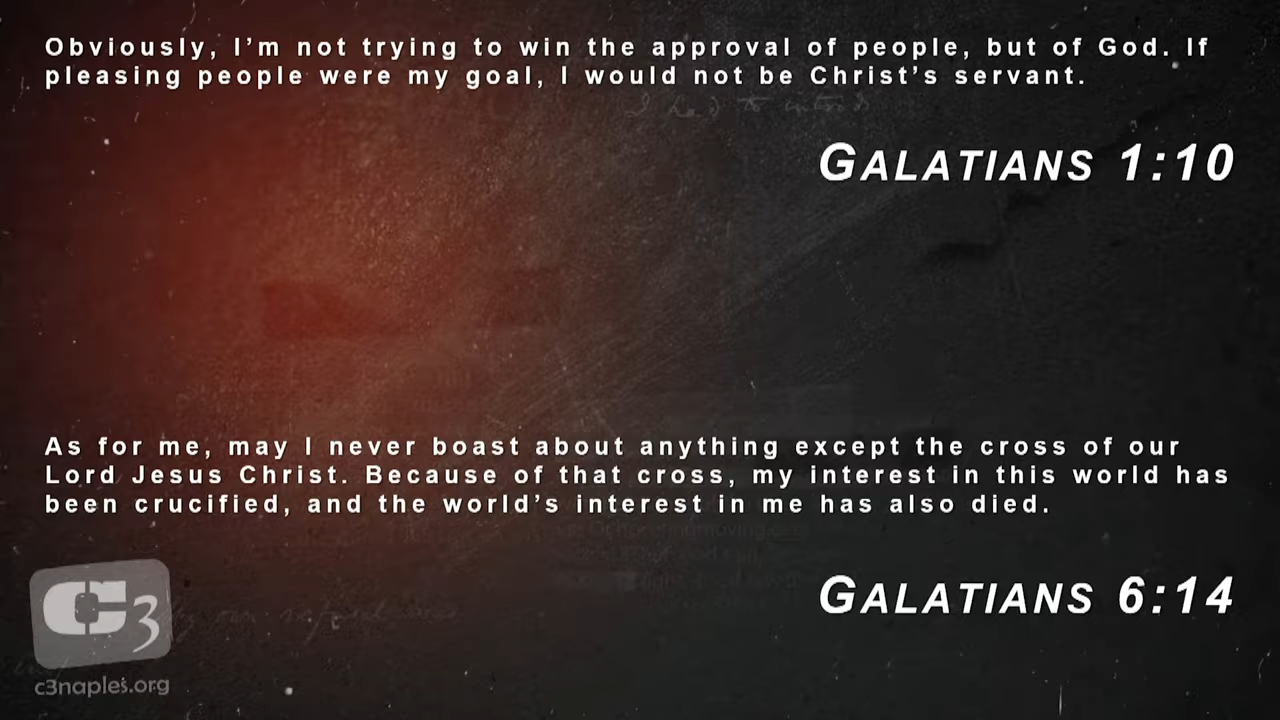 Obviously, I’m not trying to win the approval of people, but of God. If
pleasing people were my goal, I would not be Christ’s servant.
GALATIANS 1:10
As for me, may I never boast about anything except the cross of our
Lord Jesus Christ. Because of that cross, my interest in this world has
been crucified, and the world’s interest in me has also died.
GALATIANS 6:14
C3
c3naples.org